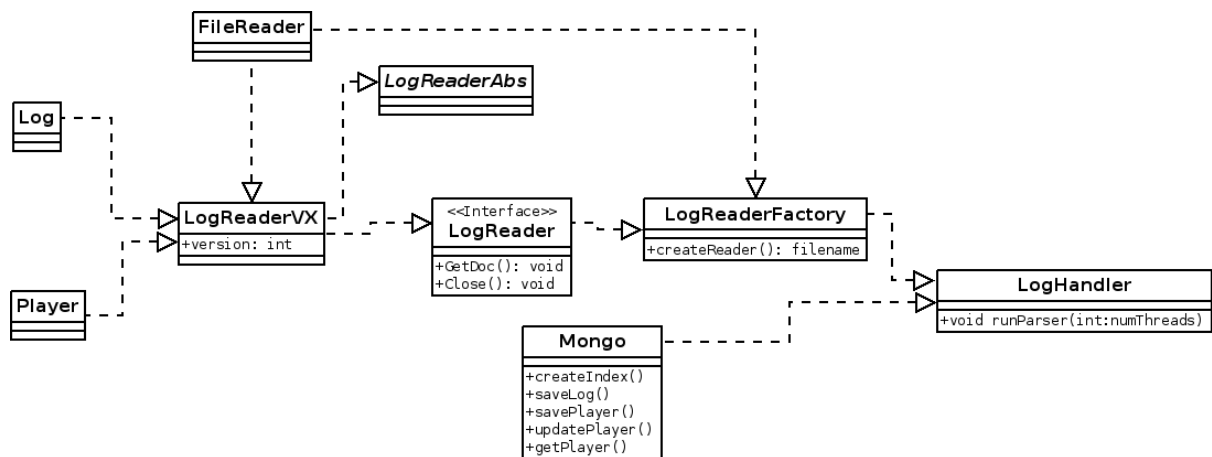 FileReader
LogReaderAbs
Log
LogReaderVX
+version: int
<<Interface>>
LogReader
+GetDoc(): void
+Close(): void
LogReaderFactory
+createReader(): filename
LogHandler
+void runParser(int:numThreads)
Player
Mongo
+createIndex()
+saveLog()
+savePlayer()
+updatePlayer()
+getPlayer()